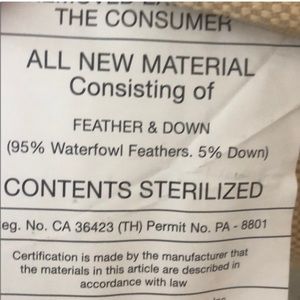 THE CONSUMER
ALL NEW MATERIAL
Consisting of
FEATHER & DOWN
(95% Waterfowl Feathers. 5% Down)
CONTENTS STERILIZED
eg. No. CA 36423 (TH) Permit No. PA - 8801
Certification is made by the manufacturer that
the materials in this article are described in
accordance with law